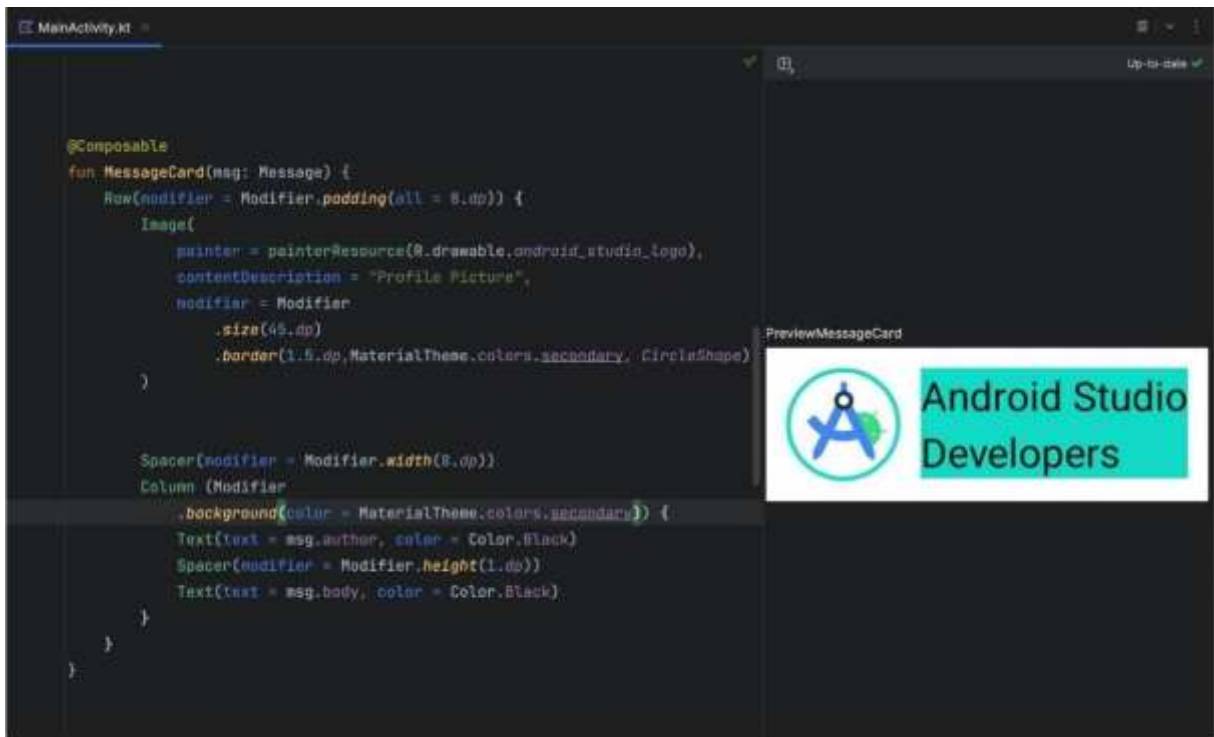 MainActivity.kt
Up-to-date
@Composable
fun MessageCard(msg: Message) {
Row(modifier = Modifier.padding(all = 8.dp)) {
Image(
painter = painterResource(R.drawable.android_studio_logo),
contentDescription = "Profile Picture",
modifier = Modifier
.size(45.dp)
.border(1.5.dp,MaterialTheme.colors.secondary, CircleShape)
)
Spacer(modifier = Modifier.width(8.dp))
Column (Modifier
.background(color = MaterialTheme.colors.secondary)) {
Text(text = msg.author, color = Color.Black)
Spacer(modifier = Modifier.height(1.dp))
Text(text = msg.body, color = Color.Black)
}
}
}
PreviewMessageCard
Android Studio
Developers